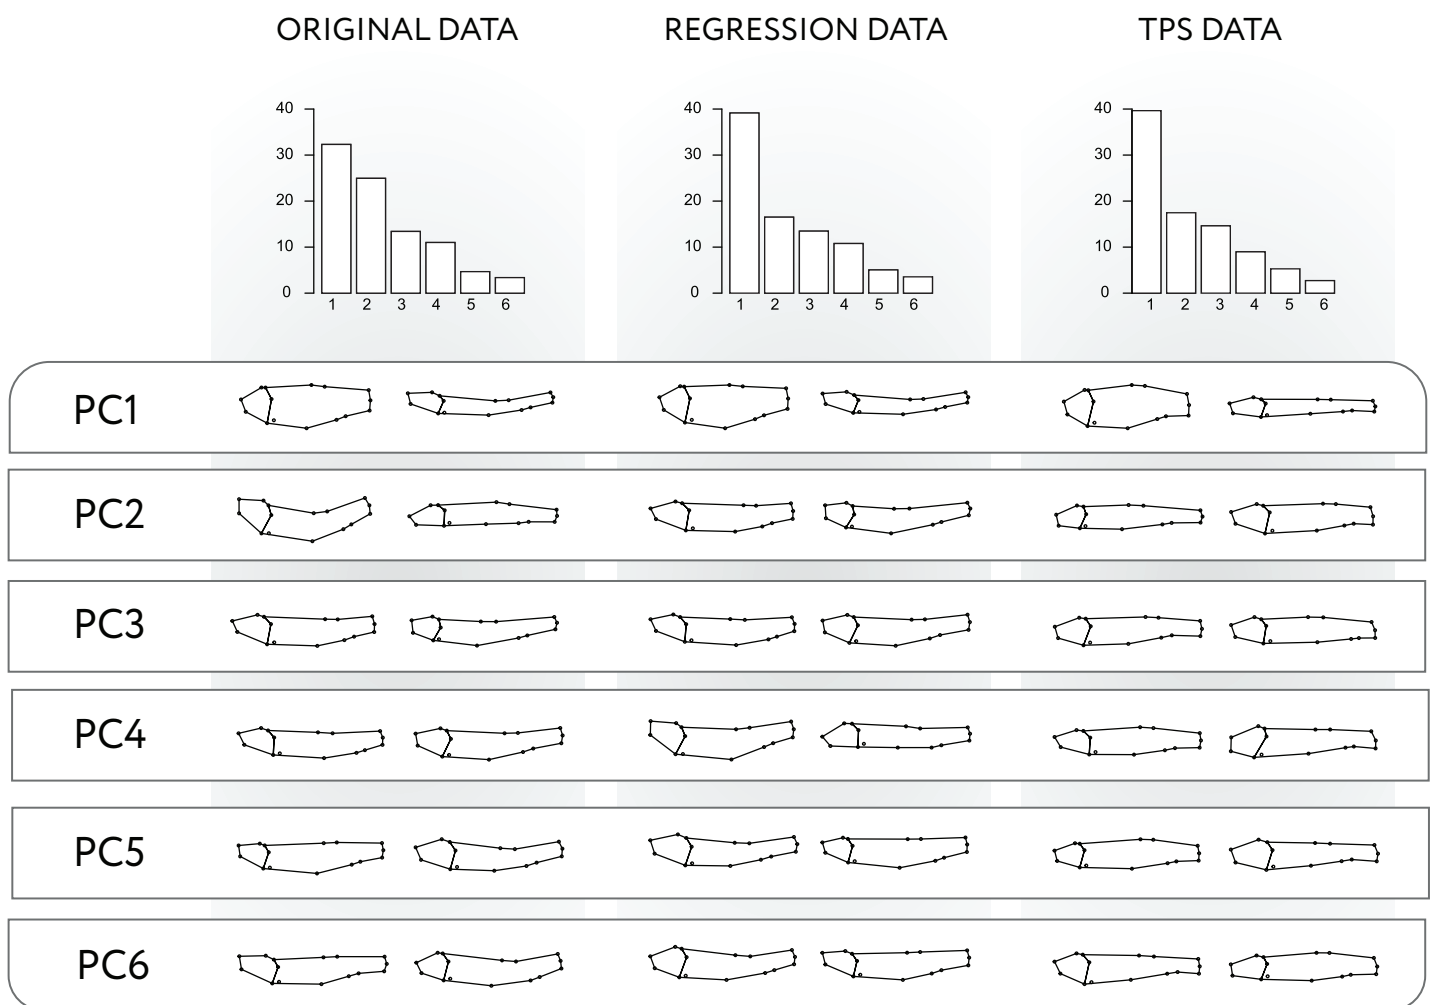 ORIGINAL DATA REGRESSION DATA TPS DATA
40 40 40
30 30 30
20 20 20
10 10 10
0 0 0
1 2 3 4 5 6 1 2 3 4 5 6 1 2 3 4 5 6
PC1
PC2
PC3
PC4
PC5
PC6